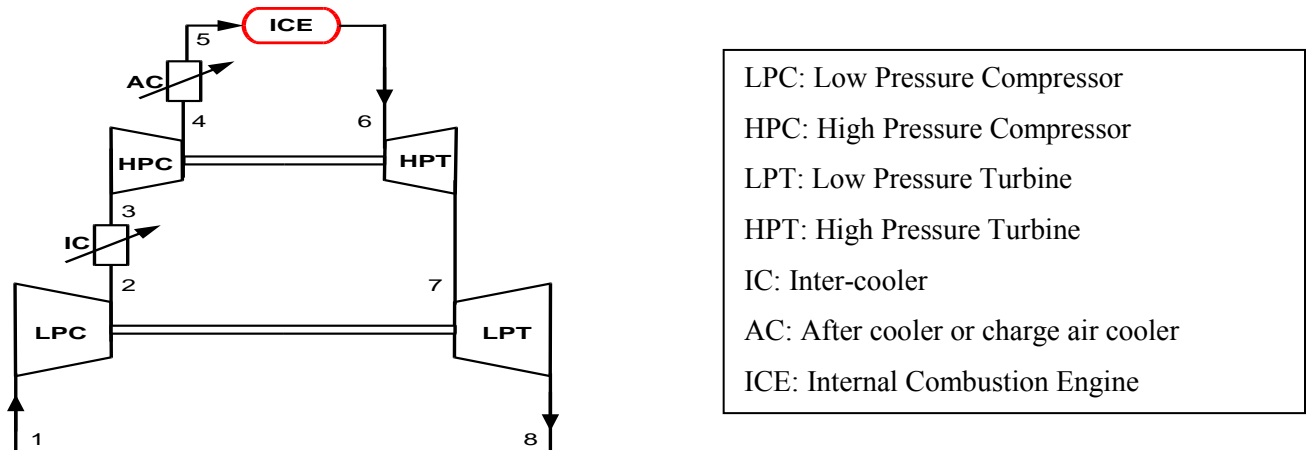 5
ICE
AC
4
6
HPC
HPT
3
IC
2
7
LPC
LPT
1
8
LPC: Low Pressure Compressor
HPC: High Pressure Compressor
LPT: Low Pressure Turbine
HPT: High Pressure Turbine
IC: Inter-cooler
AC: After cooler or charge air cooler
ICE: Internal Combustion Engine